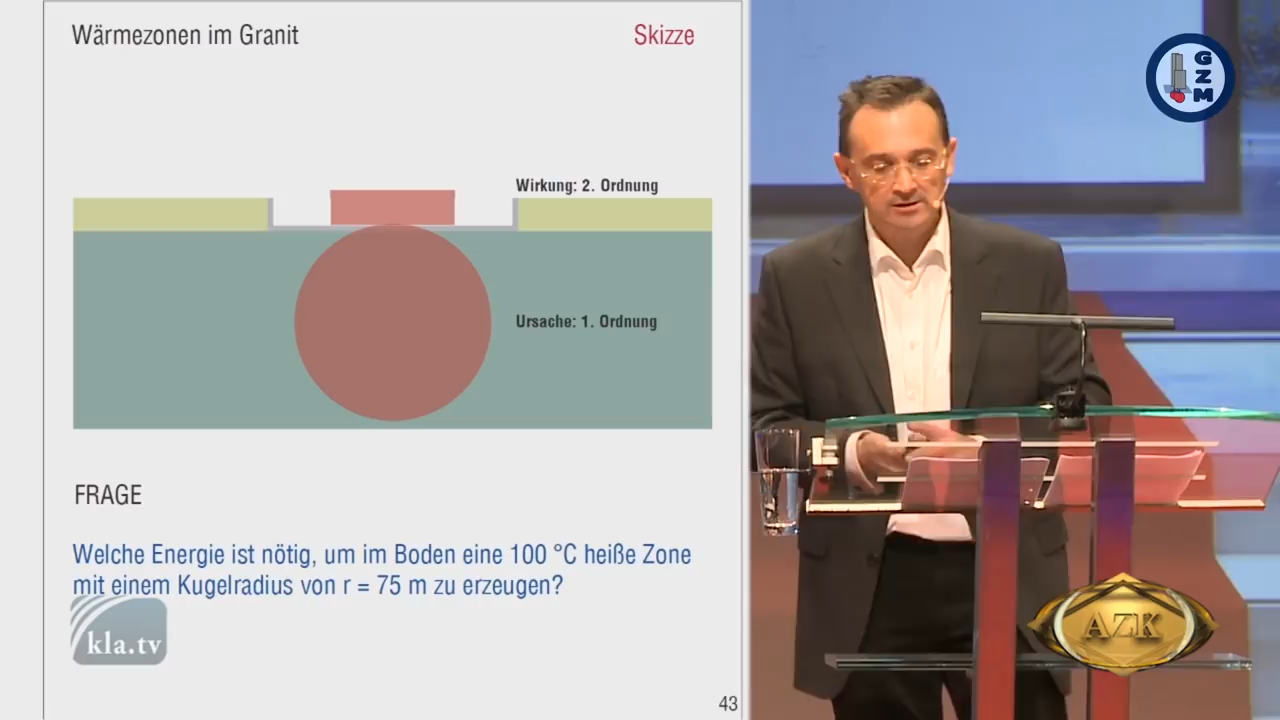 Wärmezonen im Granit
Skizze
Wirkung: 2. Ordnung
Ursache: 1. Ordnung
FRAGE
Welche Energie ist nötig, um im Boden eine 100 °C heiße Zone
mit einem Kugelradius von r = 75 m zu erzeugen?
kla.tv
43
GZM
AZK